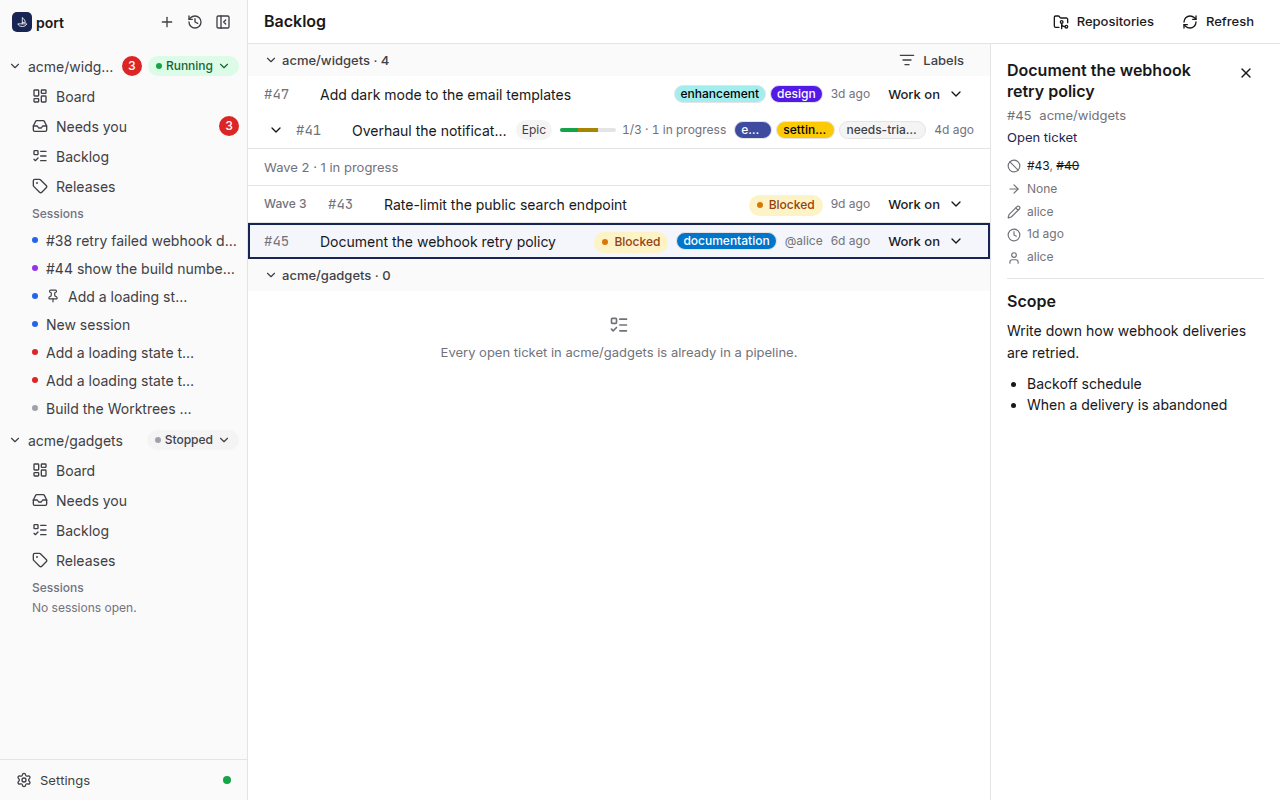 port
acme/widg... 3 Running
Board
Needs you 3
Backlog
Releases
Sessions
#38 retry failed webhook d...
#44 show the build numbe...
Add a loading st...
New session
Add a loading state t...
Add a loading state t...
Build the Worktrees ...
acme/gadgets Stopped
Board
Needs you
Backlog
Releases
Sessions
No sessions open.
Settings
Backlog Repositories Refresh
acme/widgets · 4 Labels
#47 Add dark mode to the email templates enhancement design 3d ago Work on
#41 Overhaul the notificat... Epic 1/3 · 1 in progress e... settin... needs-tria... 4d ago
Wave 2 · 1 in progress
Wave 3 #43 Rate-limit the public search endpoint Blocked 9d ago Work on
#45 Document the webhook retry policy Blocked documentation @alice 6d ago Work on
acme/gadgets · 0
Every open ticket in acme/gadgets is already in a pipeline.
Document the webhook
retry policy
#45 acme/widgets
Open ticket
#43, #40
None
alice
1d ago
alice
Scope
Write down how webhook deliveries
are retried.
• Backoff schedule
• When a delivery is abandoned